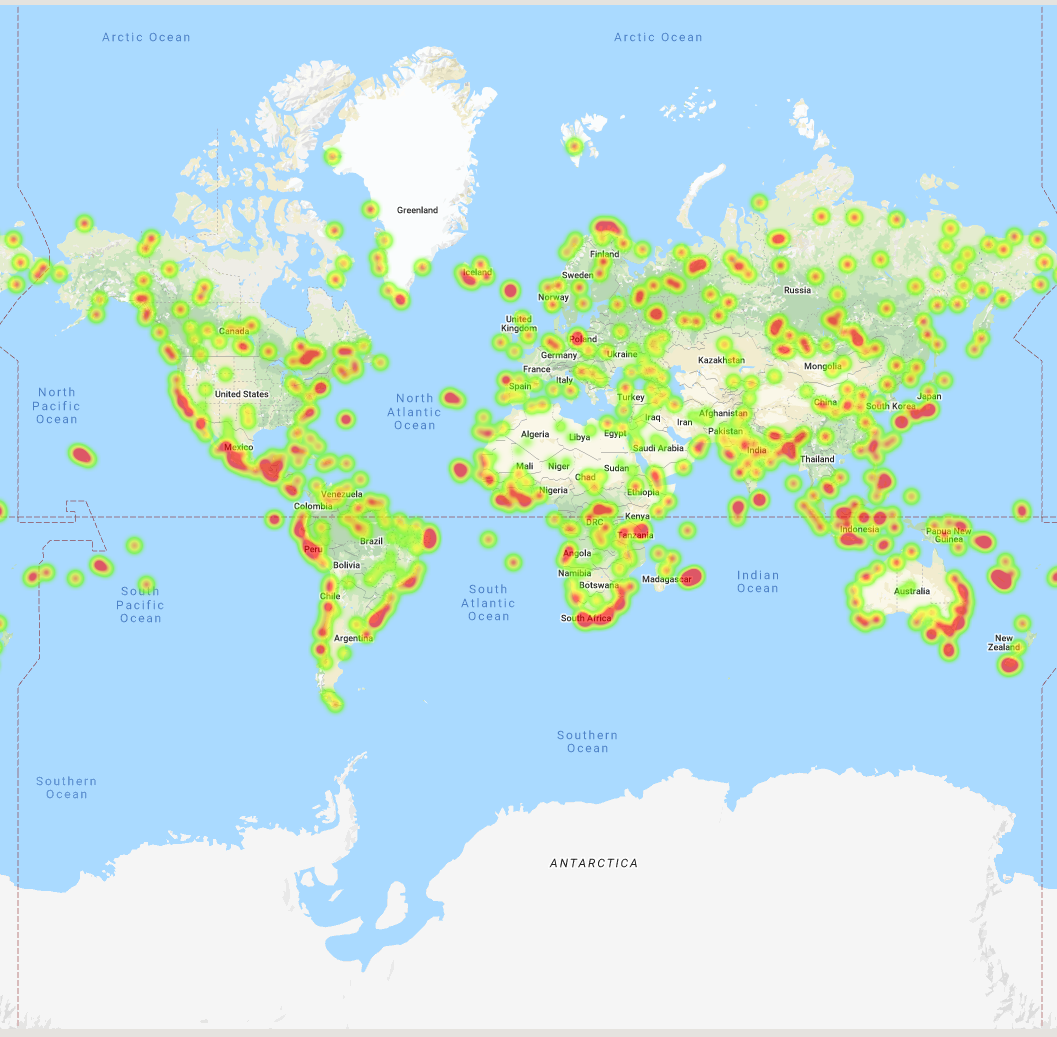 Arctic Ocean
Arctic Ocean
Greenland
Iceland
Finland
Sweden
Russia
Norway
United
Kingdom
Canada
Poland
Germany
Ukraine
Kazakhstan
France
Mongolia
Italy
Spain
United States
Turkey
North
Pacific
Ocean
North
Atlantic
Ocean
China
Japan
South Korea
Afghanistan
Iraq
Iran
Pakistan
Algeria
Libya
Egypt
Mexico
Saudi Arabia
India
Thailand
Mali
Niger
Sudan
Chad
Nigeria
Ethiopia
Venezuela
Colombia
Kenya
DRC
Indonesia
Papua New
Guinea
Tanzania
Brazil
Peru
Angola
Bolivia
Namibia
Botswana
Madagascar
Indian
Ocean
South
Pacific
Ocean
South
Atlantic
Ocean
Australia
Chile
South Africa
Argentina
New
Zealand
Southern
Ocean
Southern
Ocean
ANTARCTICA